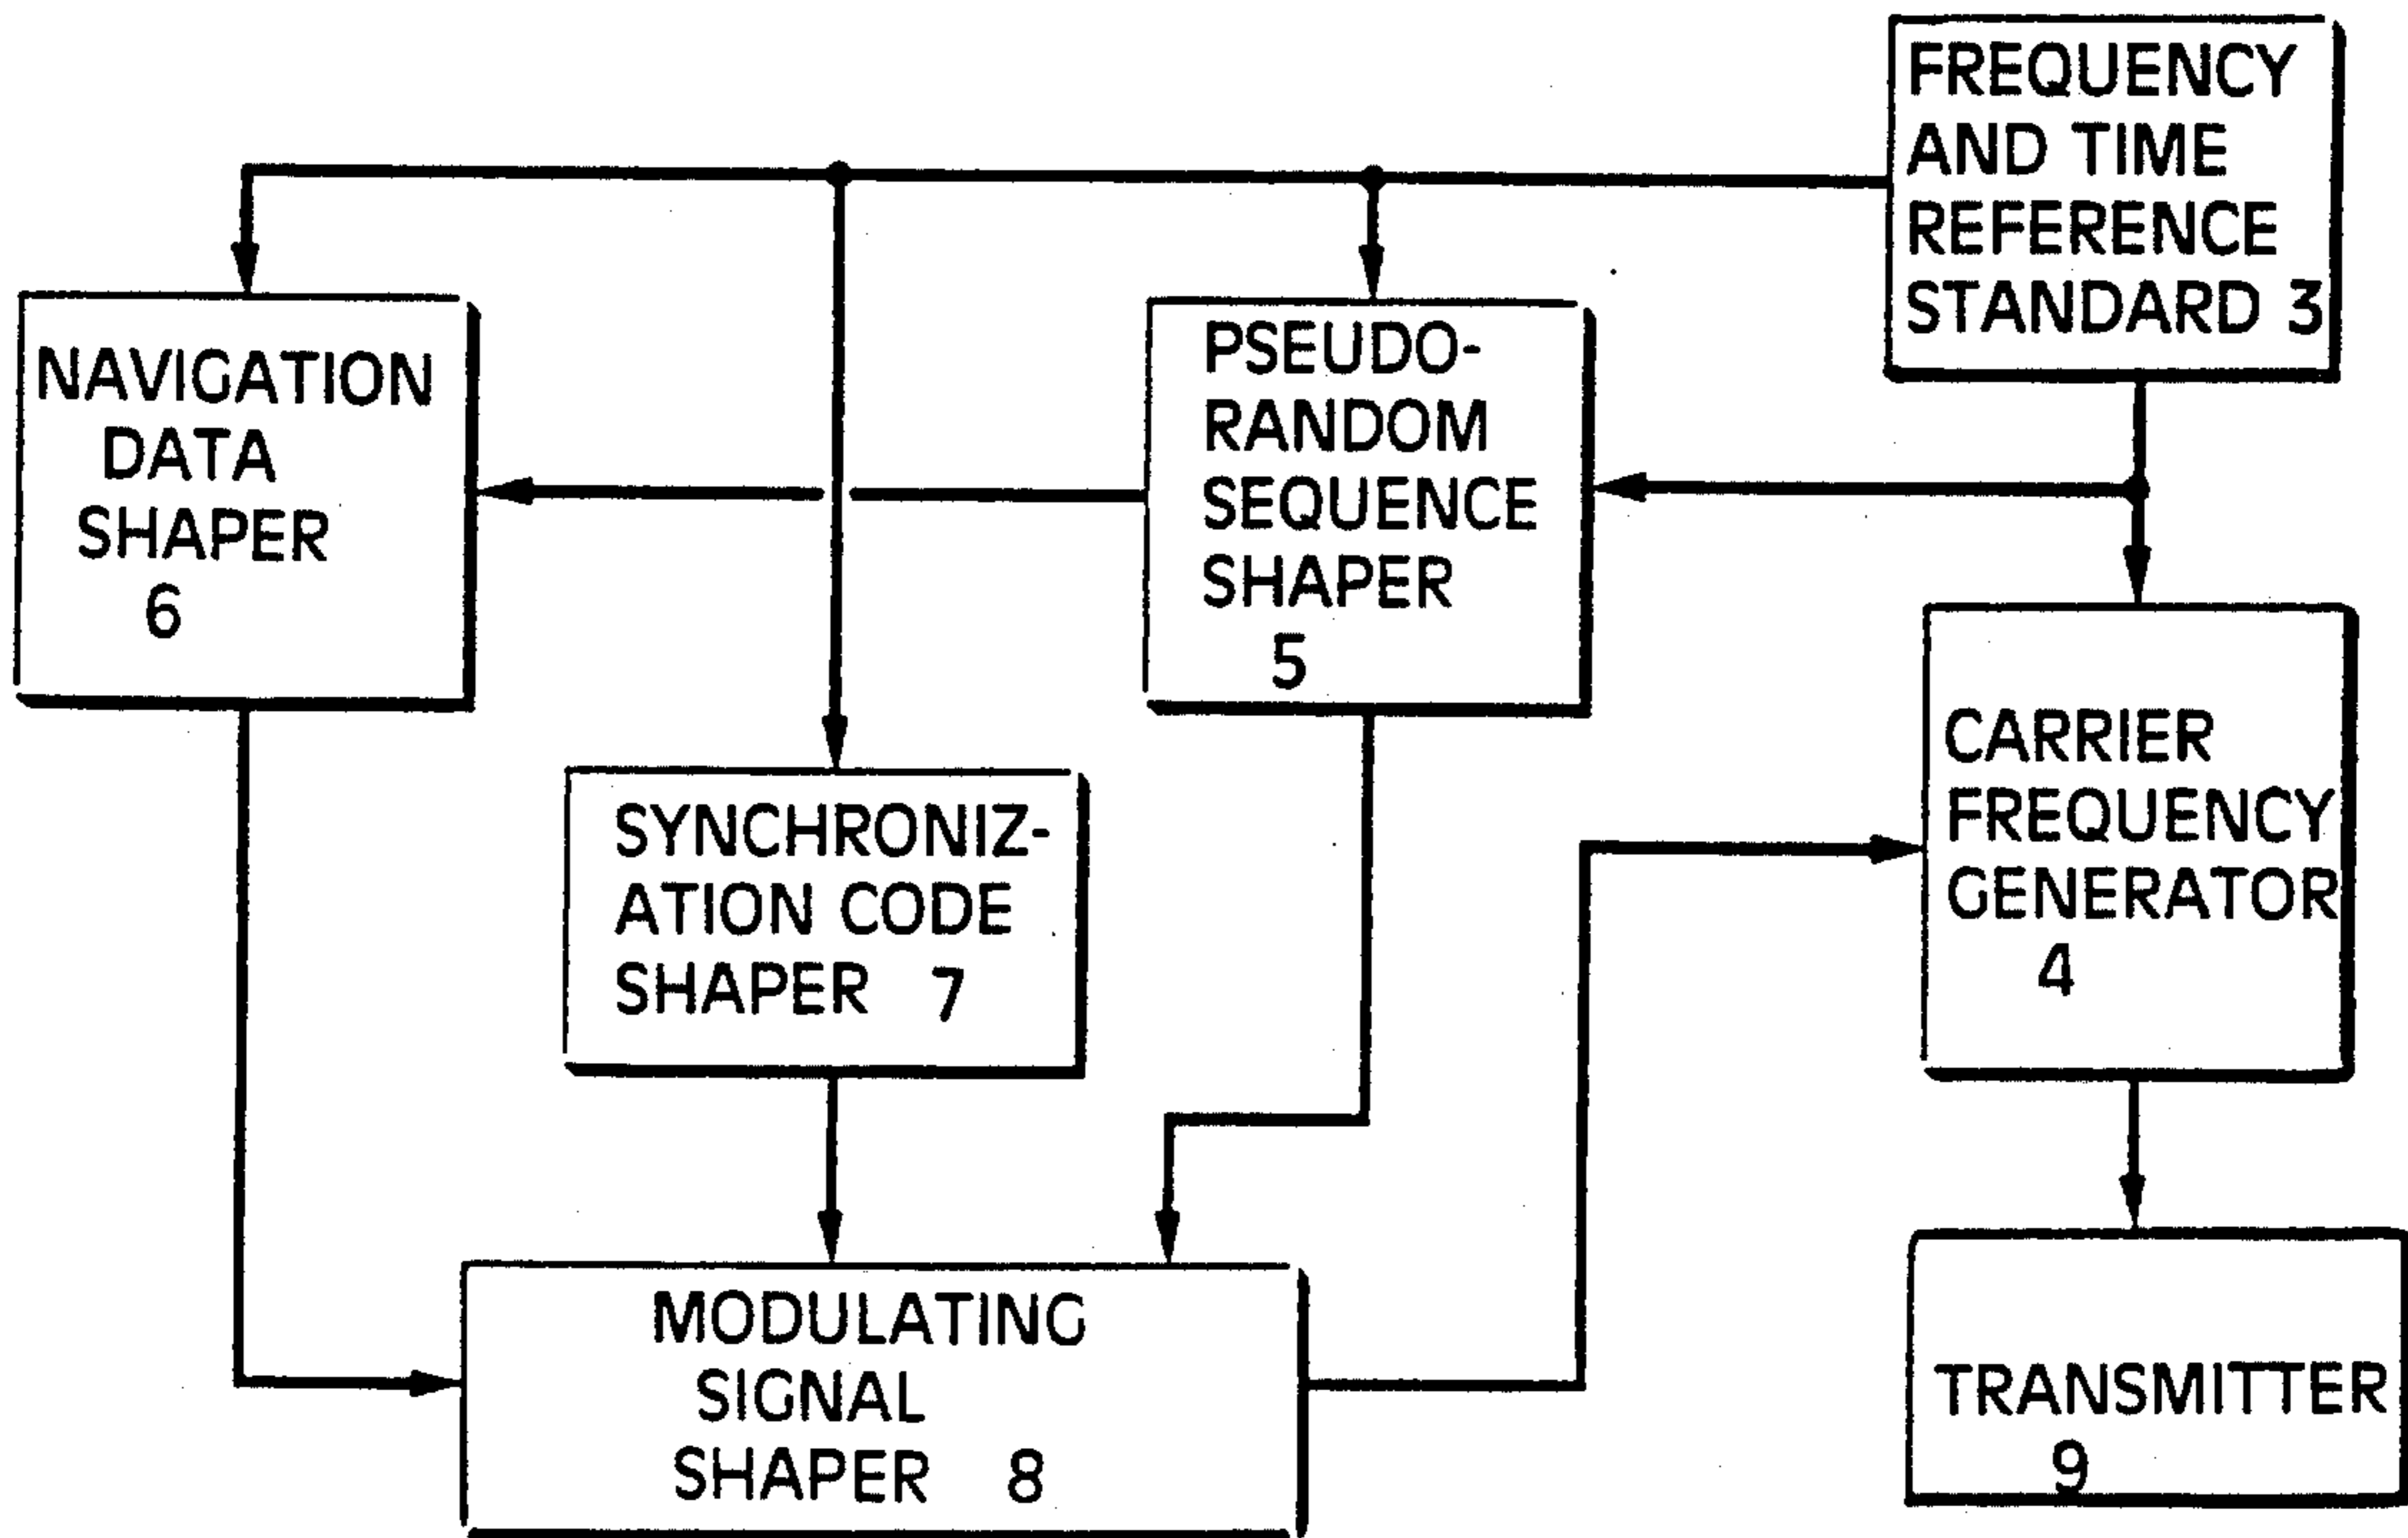 FREQUENCY
AND TIME
REFERENCE
STANDARD 3
NAVIGATION
DATA
SHAPER
6
PSEUDO-
RANDOM
SEQUENCE
SHAPER
5
SYNCHRONIZ-
ATION CODE
SHAPER 7
CARRIER
FREQUENCY
GENERATOR
4
MODULATING
SIGNAL
SHAPER 8
TRANSMITTER
9